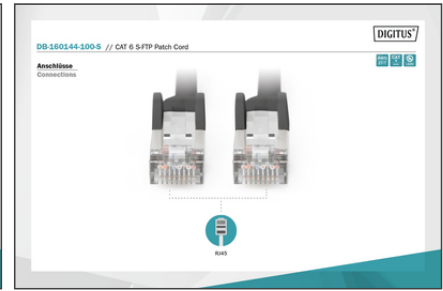 DIGITUS®
DB-160144-100-S // CAT 6 S-FTP Patch Cord
Anschlüsse
Connections
RJ45